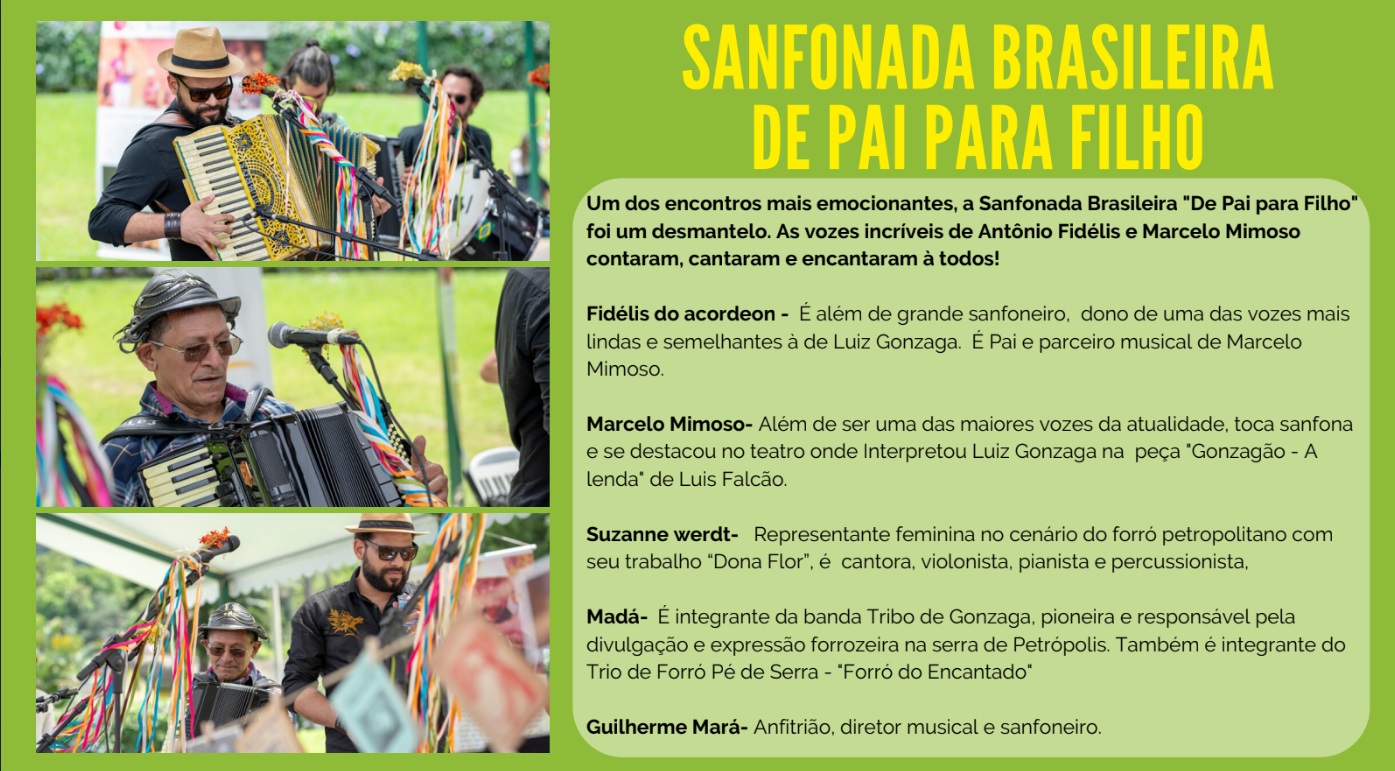 SANFONADA BRASILEIRA
DE PAI PARA FILHO
Um dos encontros mais emocionantes, a Sanfonada Brasileira "De Pai para Filho"
foi um desmantelo. As vozes incríveis de Antônio Fidélis e Marcelo Mimoso
contaram, cantaram e encantaram à todos!
Fidélis do acordeon - É além de grande sanfoneiro, dono de uma das vozes mais
lindas e semelhantes à de Luiz Gonzaga. É Pai e parceiro musical de Marcelo
Mimoso.
Marcelo Mimoso- Além de ser uma das maiores vozes da atualidade, toca sanfona
e se destacou no teatro onde Interpretou Luiz Gonzaga na peça "Gonzagão - A
lenda" de Luis Falcão.
Suzanne werdt- Representante feminina no cenário do forró petropolitano com
seu trabalho “Dona Flor”, é cantora, violonista, pianista e percussionista,
Madá- É integrante da banda Tribo de Gonzaga, pioneira e responsável pela
divulgação e expressão forrozeira na serra de Petrópolis. Também é integrante do
Trio de Forró Pé de Serra - "Forró do Encantado"
Guilherme Mará- Anfitrião, diretor musical e sanfoneiro.